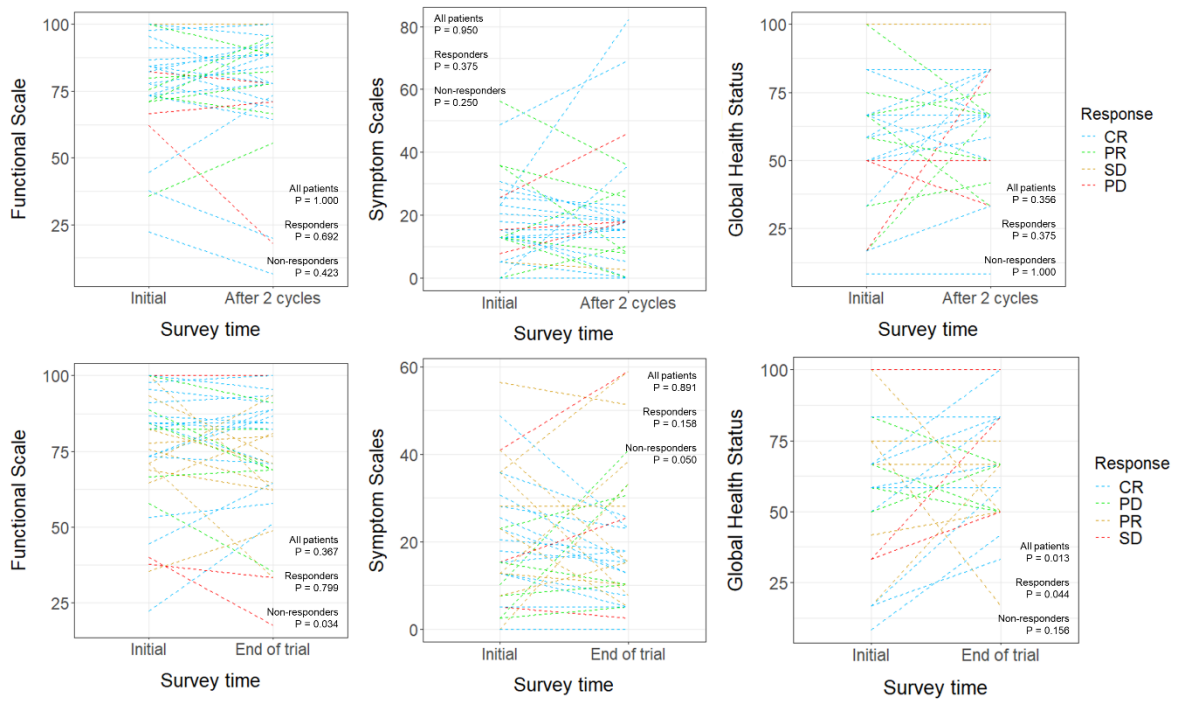 Functional Scale
100
75
50
25
All patients
P = 1.000
Responders
P = 0.692
Non-responders
P = 0.423
Initial
After 2 cycles
Survey time
Symptom Scales
80
60
40
20
0
All patients
P = 0.950
Responders
P = 0.375
Non-responders
P = 0.250
Initial
After 2 cycles
Survey time
Global Health Status
100
75
50
25
All patients
P = 0.356
Responders
P = 0.375
Non-responders
P = 1.000
Initial
After 2 cycles
Survey time
Response
CR
PR
SD
PD
Functional Scale
100
75
50
25
All patients
P = 0.367
Responders
P = 0.799
Non-responders
P = 0.034
Initial
End of trial
Survey time
Symptom Scales
60
40
20
0
All patients
P = 0.891
Responders
P = 0.158
Non-responders
P = 0.050
Initial
End of trial
Survey time
Global Health Status
100
75
50
25
All patients
P = 0.013
Responders
P = 0.044
Non-responders
P = 0.156
Initial
End of trial
Survey time
Response
CR
PD
PR
SD